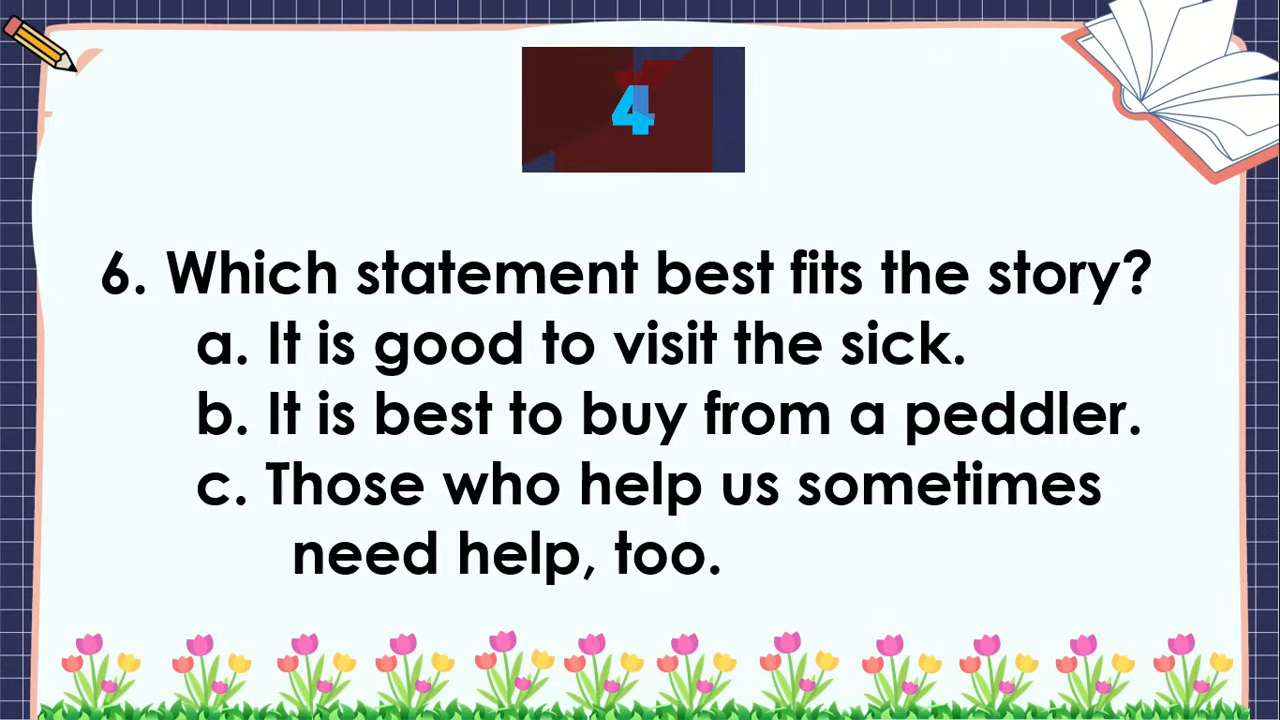 4
6. Which statement best fits the story?
a. It is good to visit the sick.
b. It is best to buy from a peddler.
c. Those who help us sometimes
need help, too.